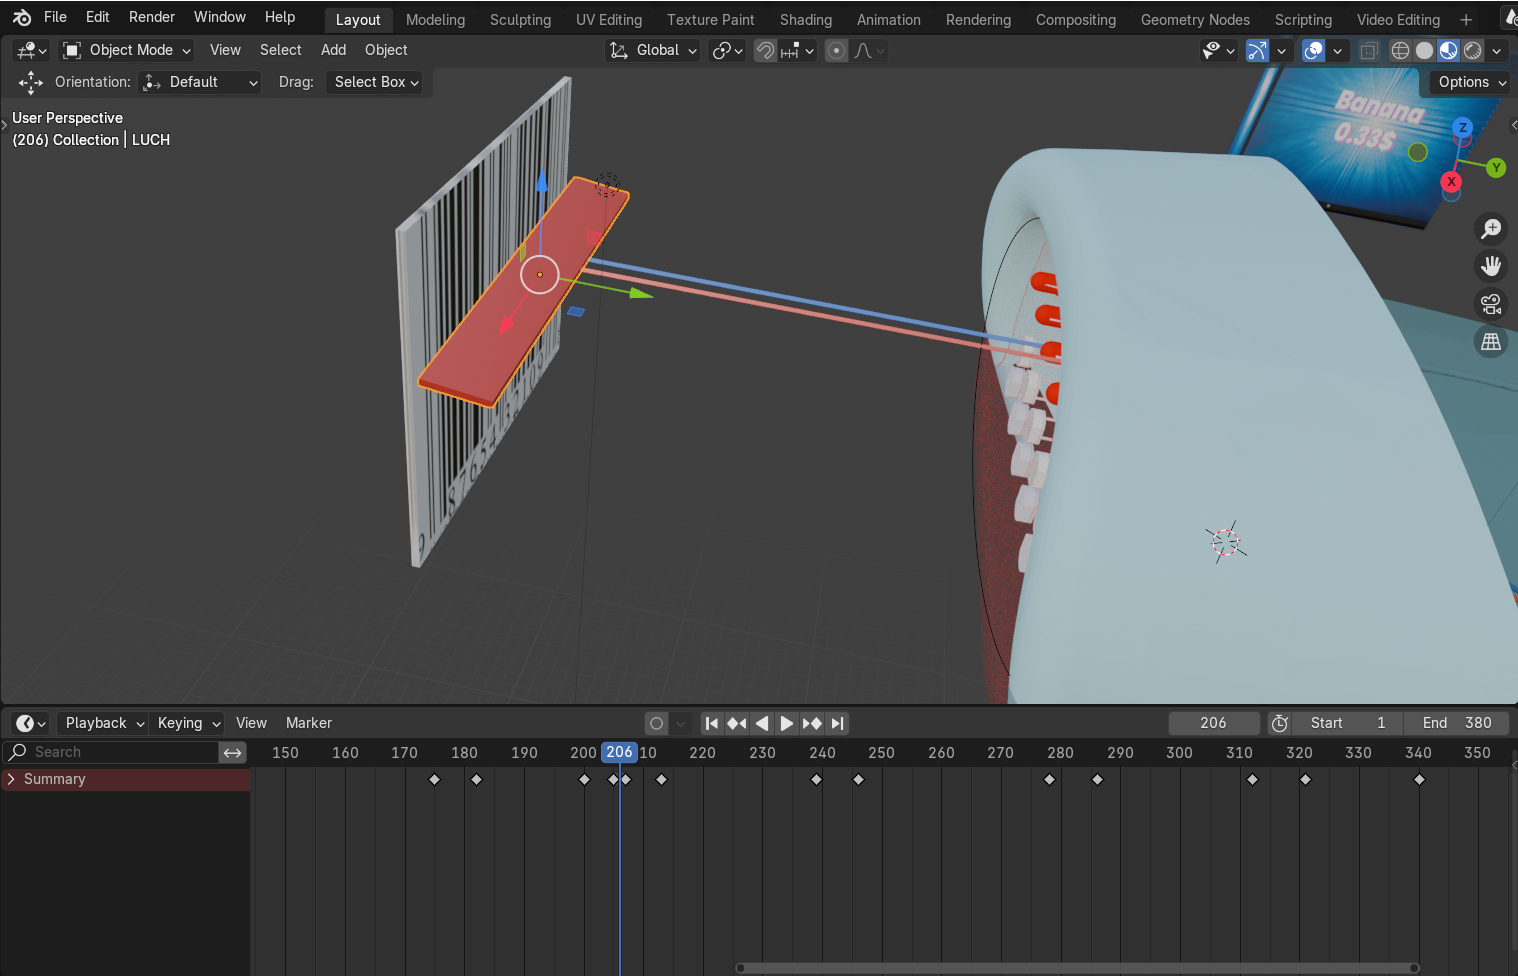 File Edit Render Window Help Layout Modeling Sculpting UV Editing Texture Paint Shading Animation Rendering Compositing Geometry Nodes Scripting Video Editing +
Object Mode View Select Add Object Global
Orientation: Default Drag: Select Box Options
User Perspective
(206) Collection | LUCH
Banana
0.33$
Z
Y
X
Playback Keying View Marker 206 Start 1 End 380
Search 150 160 170 180 190 200 206 10 220 230 240 250 260 270 280 290 300 310 320 330 340 350
Summary